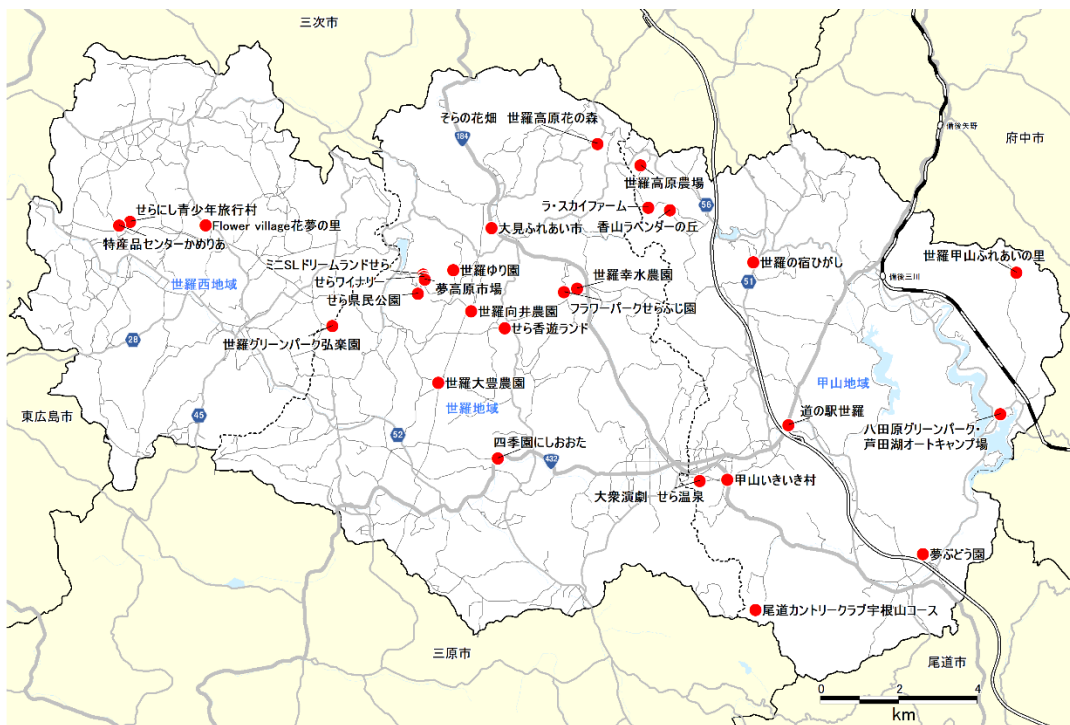 三次市
そらの花畑　世羅高原花の森
184
備後矢野
府中市
世羅高原農場
ラ・スカイファーム
56
香山ラベンダーの丘
せらにし青少年旅行村
Flower village花夢の里
特産品センターかめりあ
大見ふれあい市
51
世羅の宿ひがし
備後三川
世羅甲山ふれあいの里
ミニSLドリームランドせら
せらワイナリー
夢高原市場
せら県民公園
世羅ゆり園
世羅幸水農園
フラワーパークせらふじ園
世羅西地域
世羅向井農園
せら香遊ランド
28
世羅グリーンパーク弘楽園
世羅大豊農園
世羅地域
甲山地域
東広島市
45
52
道の駅世羅
八田原グリーンパーク・
芦田湖オートキャンプ場
四季園にしおおた
432
大衆演劇　せら温泉
甲山いきいき村
夢ぶどう園
尾道カントリークラブ宇根山コース
三原市
尾道市
0 2 4
km